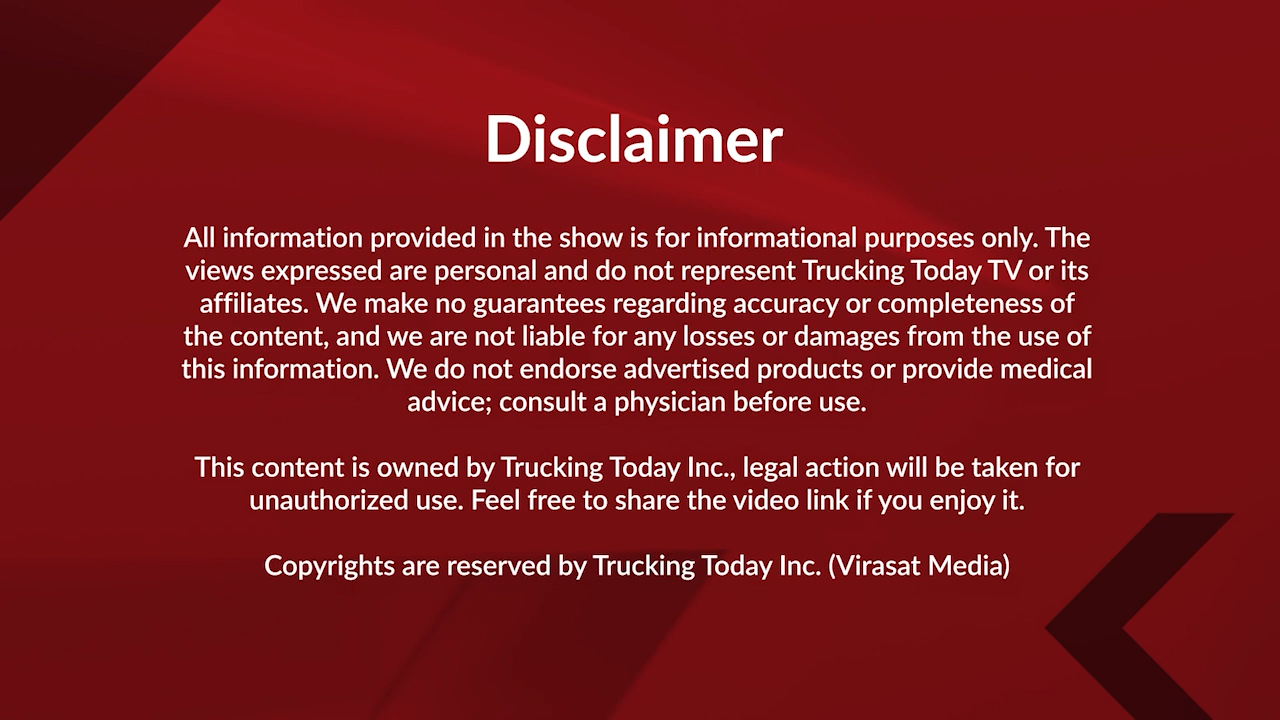 Disclaimer
All information provided in the show is for informational purposes only. The
views expressed are personal and do not represent Trucking Today TV or its
affiliates. We make no guarantees regarding accuracy or completeness of
the content, and we are not liable for any losses or damages from the use of
this information. We do not endorse advertised products or provide medical
advice; consult a physician before use.
This content is owned by Trucking Today Inc., legal action will be taken for
unauthorized use. Feel free to share the video link if you enjoy it.
Copyrights are reserved by Trucking Today Inc. (Virasat Media)